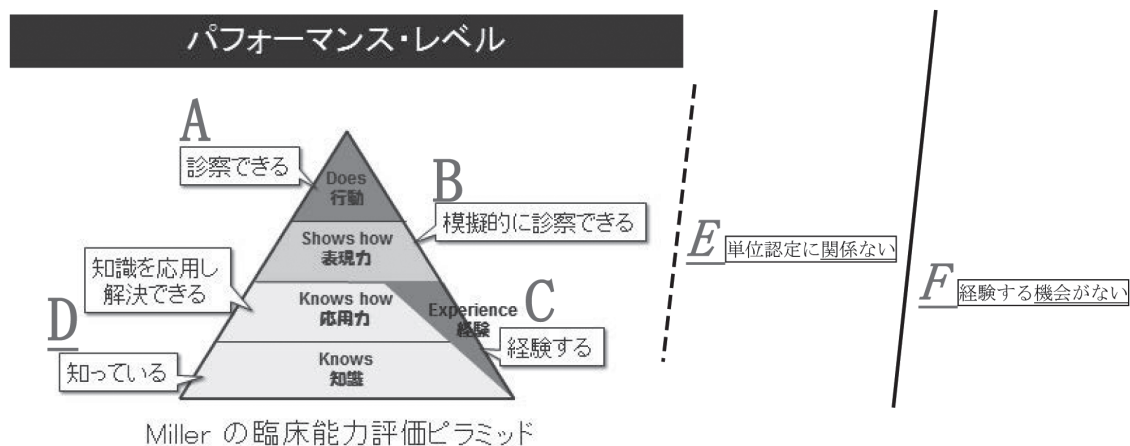 パフォーマンス・レベル
A
診察できる
Does
行動
B
模擬的に診察できる
Shows how
表現力
知識を応用し
解決できる
Knows how
応用力
Experience
経験
C
経験する
D
知っている
Knows
知識
Miller の臨床能力評価ピラミッド
E 単位認定に関係ない
F 経験する機会がない